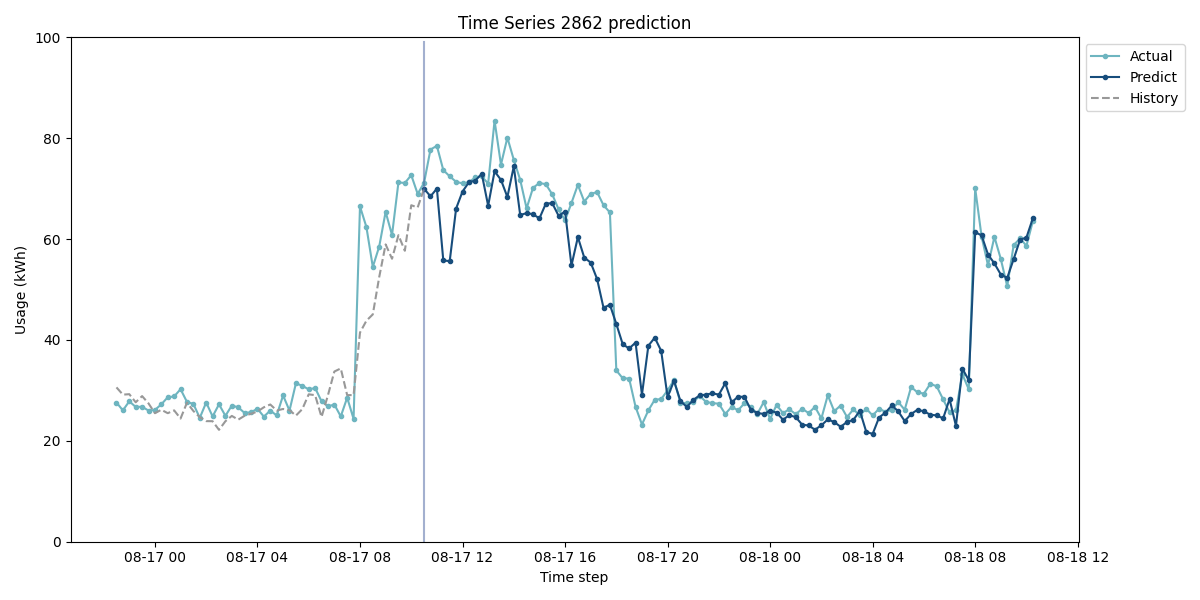 Time Series 2862 prediction
100
80
60
40
20
0
Usage (kWh)
08-17 00
08-17 04
08-17 08
08-17 12
08-17 16
08-17 20
08-18 00
08-18 04
08-18 08
08-18 12
Time step
Actual
Predict
History